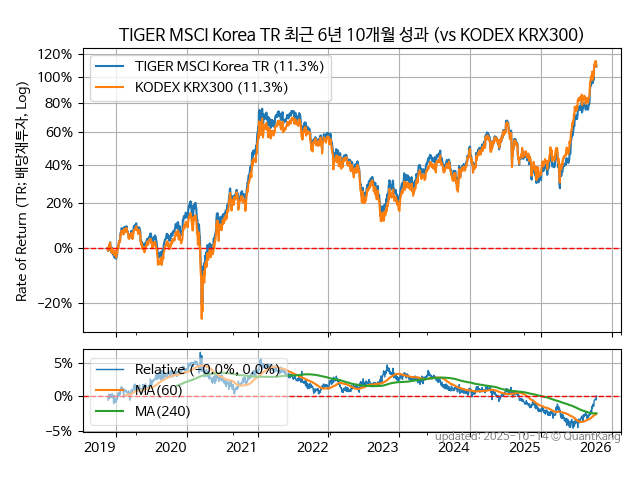 TIGER MSCI Korea TR 최근 6년 10개월 성과 (vs KODEX KRX300)
Rate of Return (TR: 배당재투자, Log)
120%
100%
80%
60%
40%
20%
0%
−20%
TIGER MSCI Korea TR (11.3%)
KODEX KRX300 (11.3%)
5%
0%
−5%
Relative (−0.0%, 0.0%)
MA(60)
MA(240)
updated: 2025-10-14 © QuantKang
2019 2020 2021 2022 2023 2024 2025 2026